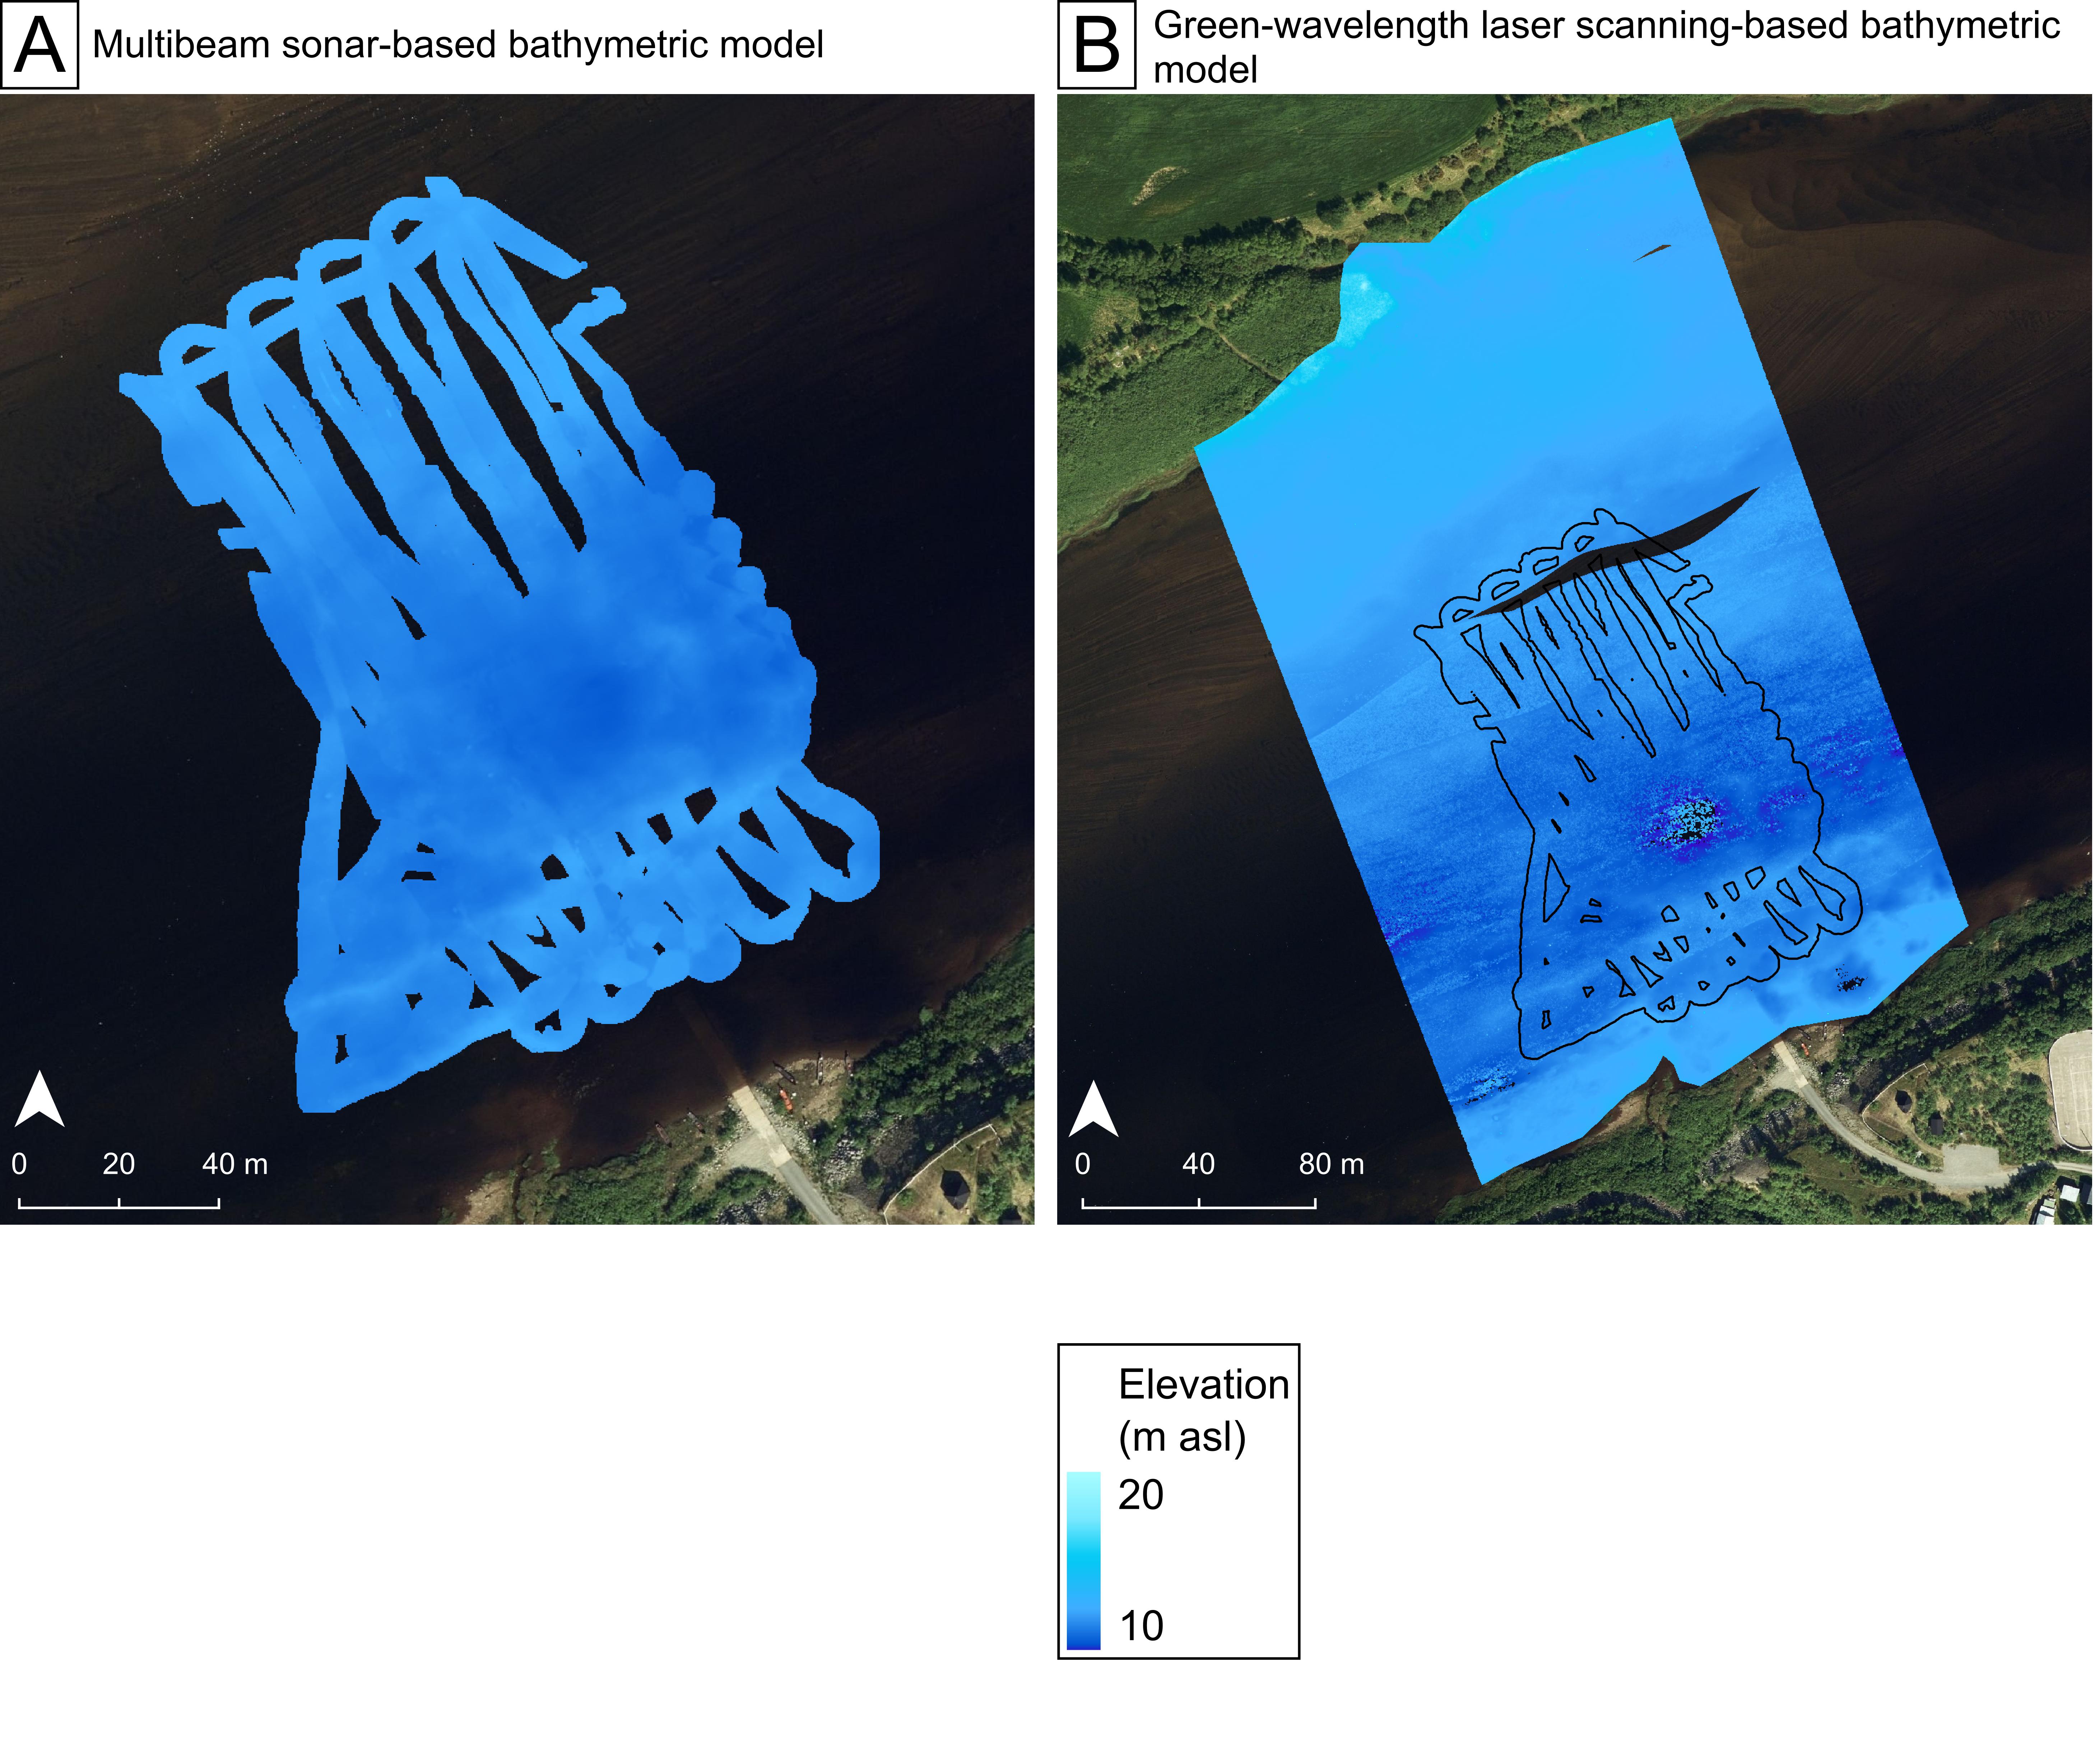 A Multibeam sonar-based bathymetric model
0 20 40 m
B Green-wavelength laser scanning-based bathymetric
model
0 40 80 m
Elevation
(m asl)
20
10